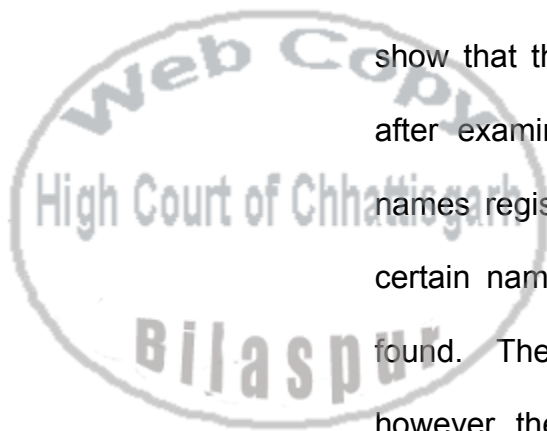 Web Copy
High Court of Chhattisgarh
Bilaspur
show that th
after examin
names regis
certain nam
found. The
however the